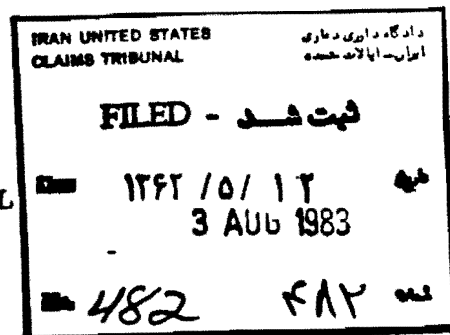 IRAN UNITED STATES دادگاه داوری دعاوی
CLAIMS TRIBUNAL ایران - ایالات متحده
FILED - ثبت شد
L
۱۳۶۲ /۵/ ۱۲ تاریخ
3 AUG 1983
No. 482 ۴۸۲